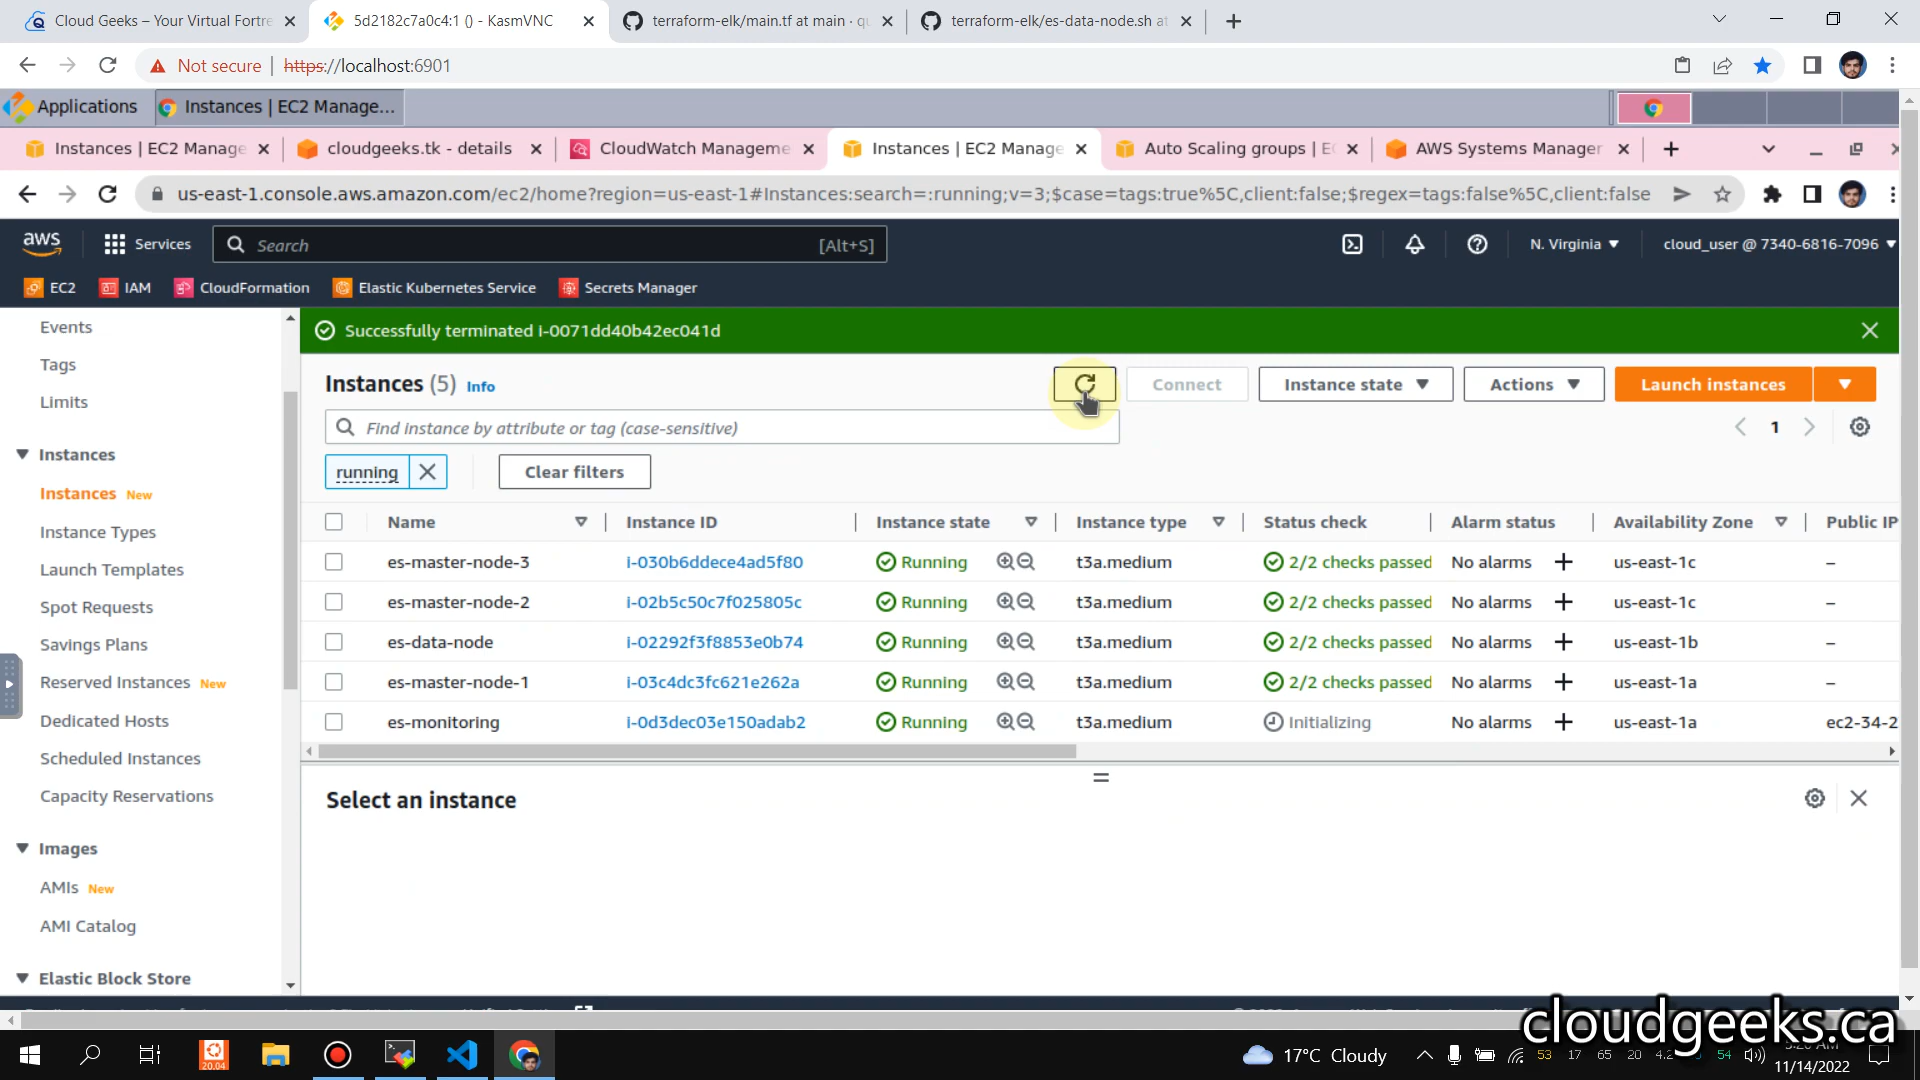 Cloud Geeks – Your Virtual Fortre
5d2182c7a0c4:1 () - KasmVNC
terraform-elk/main.tf at main · qu
terraform-elk/es-data-node.sh at
Not secure
https://localhost:6901
Applications
Instances | EC2 Manage...
Instances | EC2 Manage
cloudgeeks.tk - details
CloudWatch Manageme
Instances | EC2 Manage
Auto Scaling groups | EC
AWS Systems Manager
us-east-1.console.aws.amazon.com/ec2/home?region=us-east-1#Instances:search=:running;v=3;$case=tags:true%5C,client:false;$regex=tags:false%5C,client:false
aws
Services
Search
[Alt+S]
N. Virginia
cloud_user @ 7340-6816-7096
EC2
IAM
CloudFormation
Elastic Kubernetes Service
Secrets Manager
Events
Tags
Limits
Instances
Instances New
Instance Types
Launch Templates
Spot Requests
Savings Plans
Reserved Instances New
Dedicated Hosts
Scheduled Instances
Capacity Reservations
Images
AMIs New
AMI Catalog
Elastic Block Store
Successfully terminated i-0071dd40b42ec041d
Instances (5) Info
Connect
Instance state
Actions
Launch instances
Find instance by attribute or tag (case-sensitive)
1
running
Clear filters
Name Instance ID Instance state Instance type Status check Alarm status Availability Zone Public IP
es-master-node-3 i-030b6ddece4ad5f80 Running t3a.medium 2/2 checks passed No alarms + us-east-1c –
es-master-node-2 i-02b5c50c7f025805c Running t3a.medium 2/2 checks passed No alarms + us-east-1c –
es-data-node i-02292f3f8853e0b74 Running t3a.medium 2/2 checks passed No alarms + us-east-1b –
es-master-node-1 i-03c4dc3fc621e262a Running t3a.medium 2/2 checks passed No alarms + us-east-1a –
es-monitoring i-0d3dec03e150adab2 Running t3a.medium Initializing No alarms + us-east-1a ec2-34-2
Select an instance
cloudgeeks.ca
20.04
17°C Cloudy
53 17 65 20 4.2 54
11/14/2022